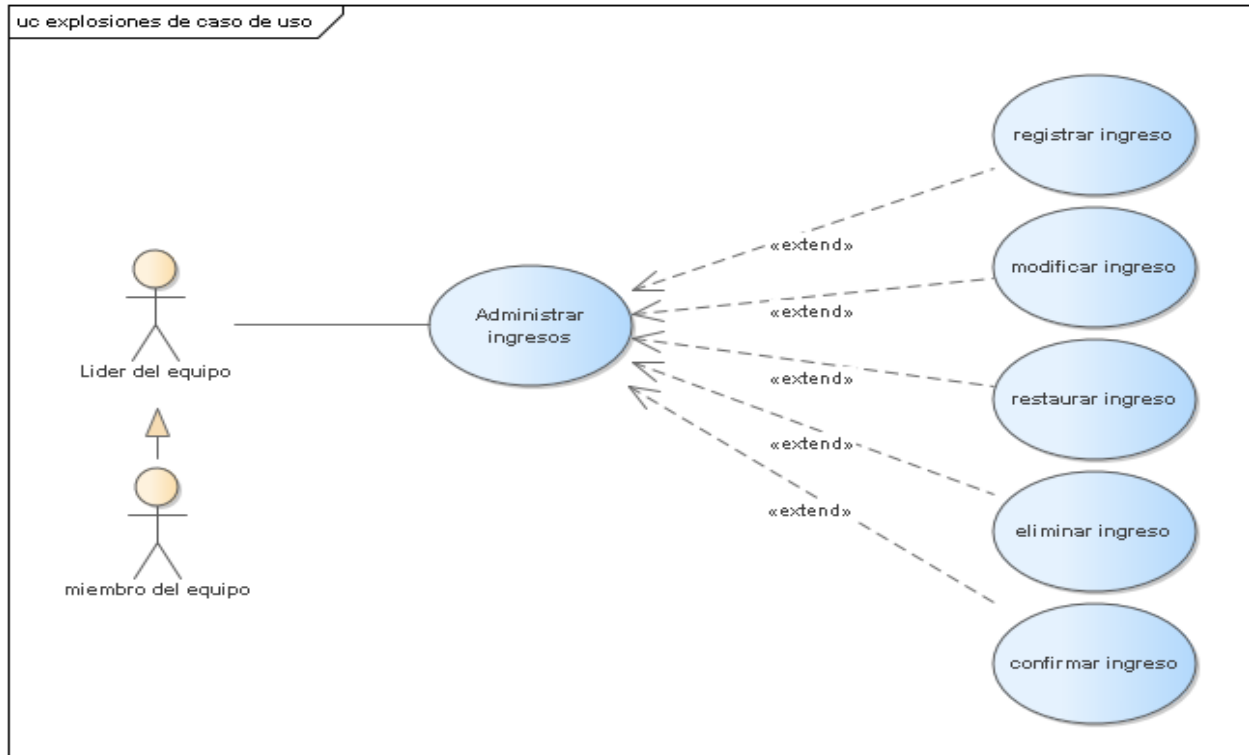 uc explosiones de caso de uso
registrar ingreso
«extend»
modificar ingreso
Administrar
ingresos
«extend»
Lider del equipo
«extend»
restaurar ingreso
«extend»
eliminar ingreso
«extend»
miembro del equipo
confirmar ingreso